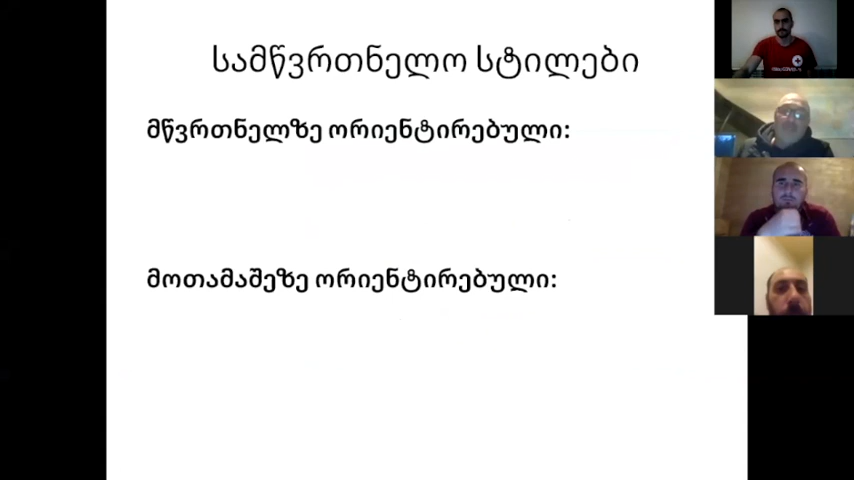 სამწვრთნელო სტილები
მწვრთნელზე ორიენტირებული:
მოთამაშეზე ორიენტირებული: